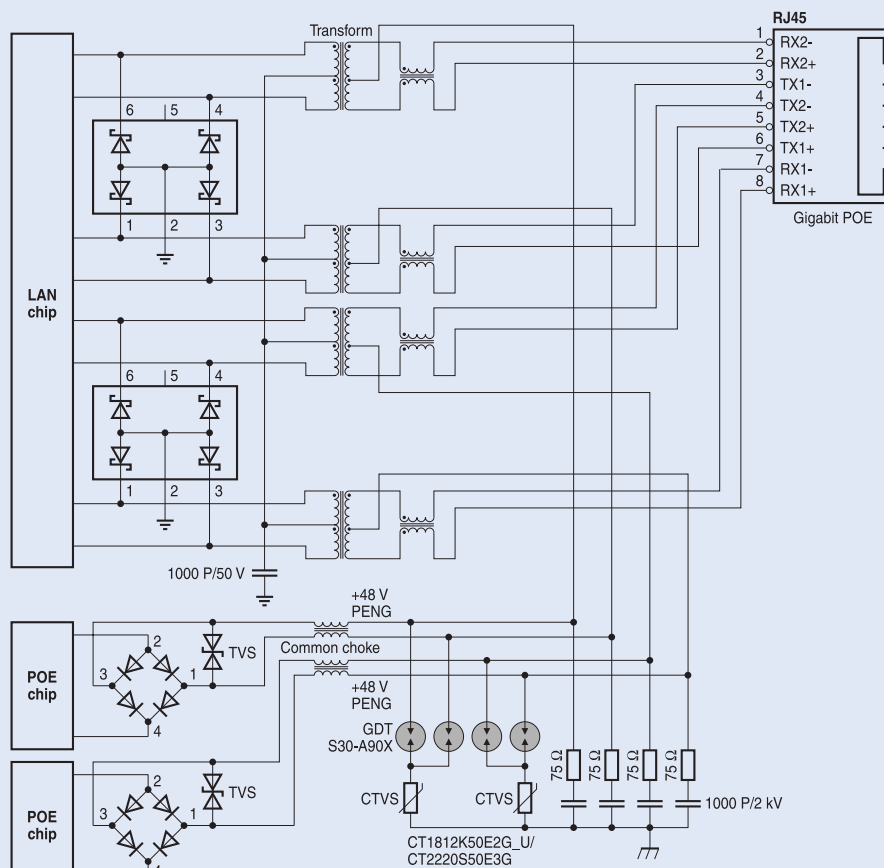 RJ45
Transform
1 RX2-
2 RX2+
3 TX1-
4 TX2-
5 TX2+
6 TX1+
7 RX1-
8 RX1+
Gigabit POE
6 5 4
1 2 3
LAN
chip
6 5 4
1 2 3
1000 P/50 V
+48 V
PENG
POE
chip
2
3
1
4
TVS
Common choke
+48 V
PENG
GDT
S30-A90X
75 Ω
75 Ω
75 Ω
75 Ω
POE
chip
2
3
1
4
TVS
CTVS
CTVS
1000 P/2 kV
CT1812K50E2G_U/
CT2220S50E3G